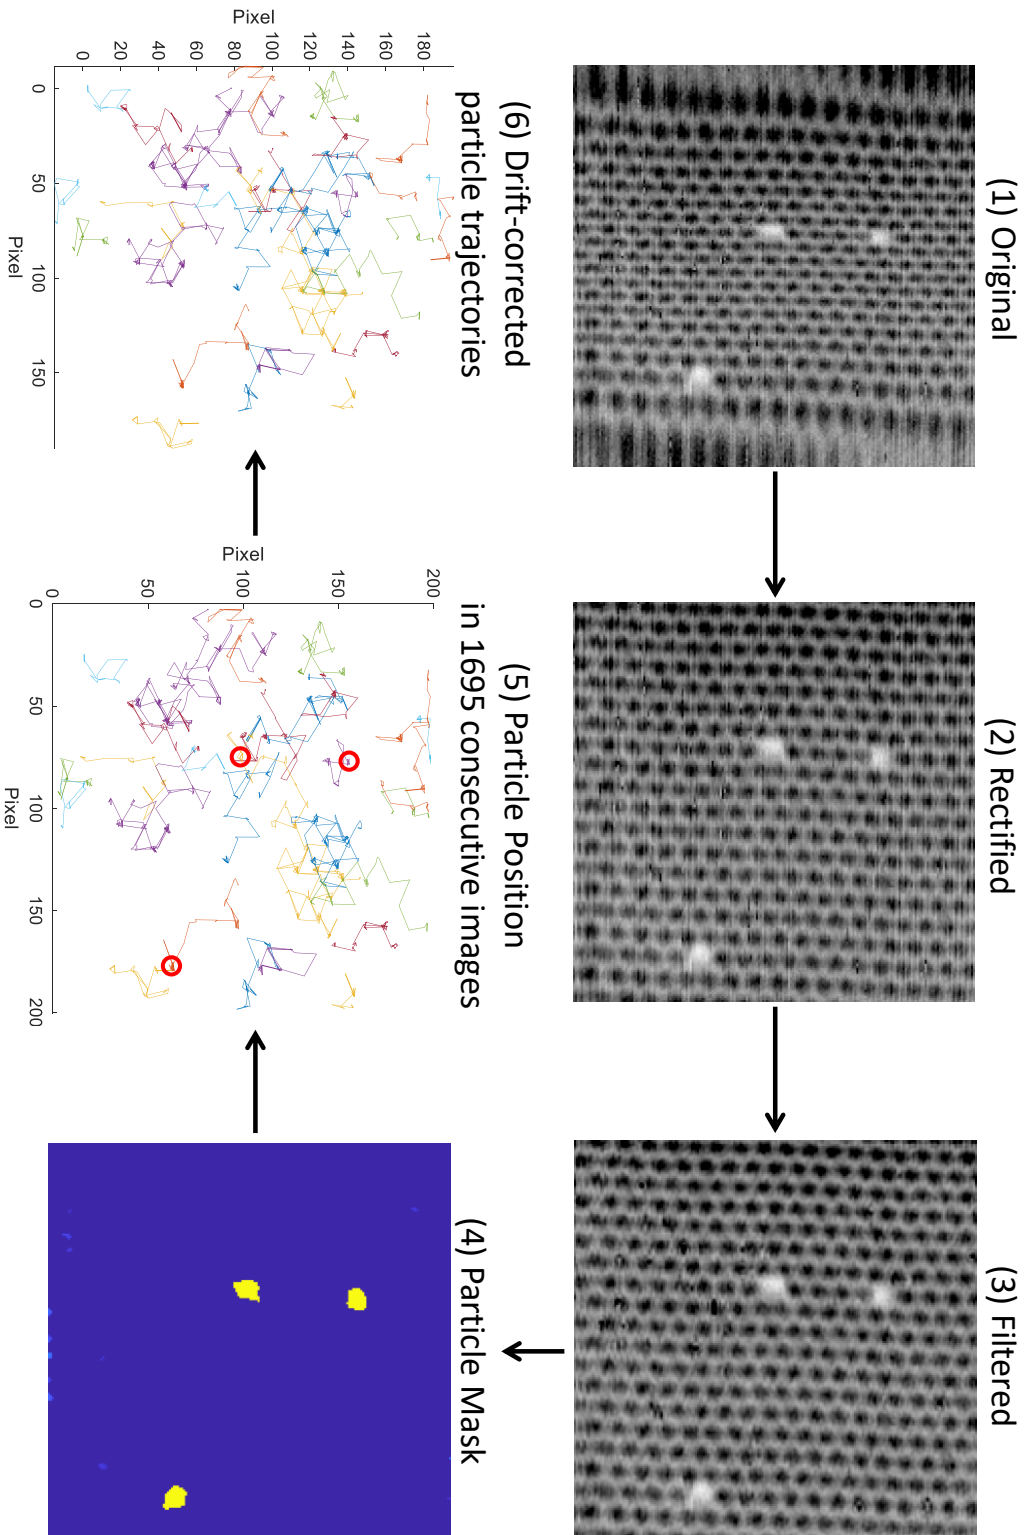 (1) Original
(2) Rectified
(3) Filtered
(4) Particle Mask
(5) Particle Position
in 1695 consecutive images
200
150
100
50
0
Pixel
0
50
100
150
200
Pixel
(6) Drift-corrected
particle trajectories
180
160
140
120
100
80
60
40
20
0
Pixel
0
50
100
150
Pixel